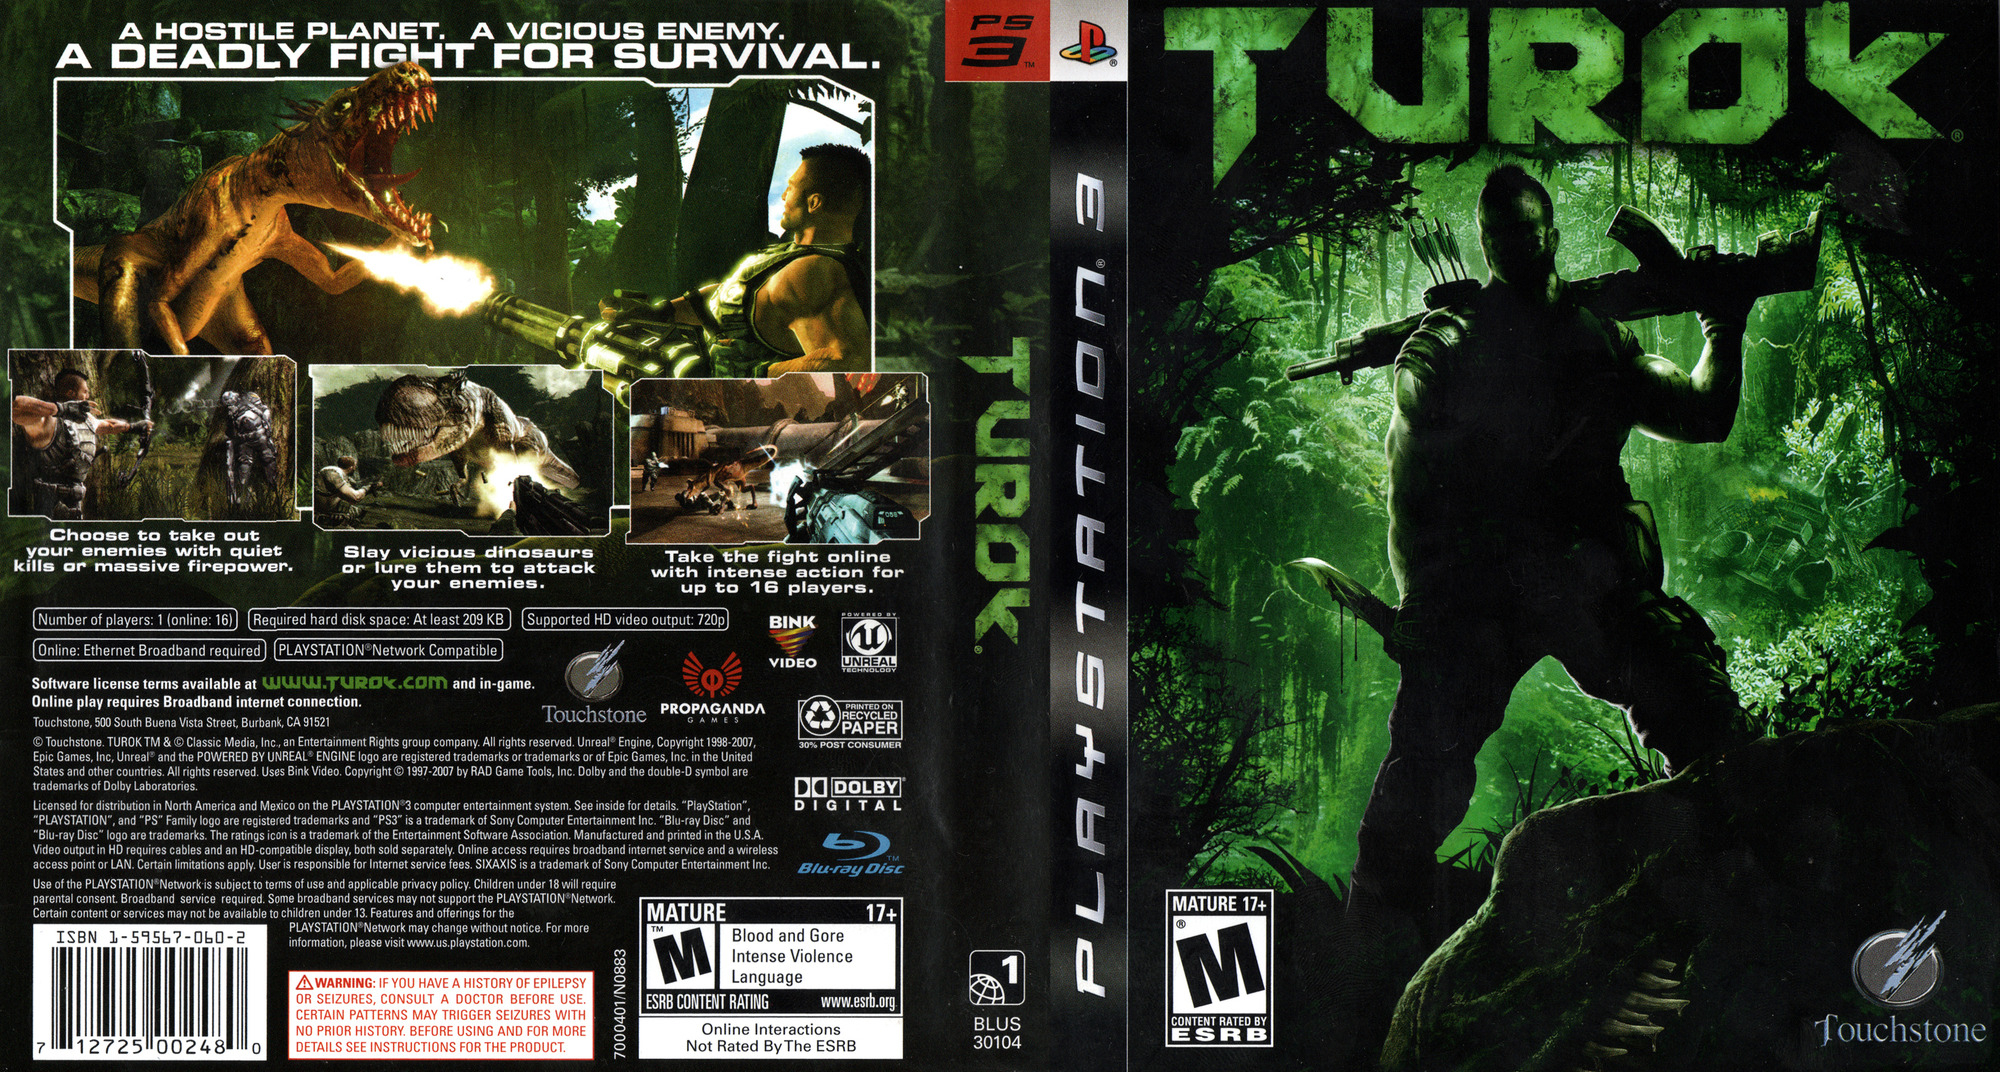 A HOSTILE PLANET. A VICIOUS ENEMY.
A DEADLY FIGHT FOR SURVIVAL.
Choose to take out
your enemies with quiet
kills or massive firepower.
Slay vicious dinosaurs
or lure them to attack
your enemies.
Take the fight online
with intense action for
up to 16 players.
Number of players: 1 (online: 16)
Required hard disk space: At least 209 KB
Supported HD video output: 720p
Online: Ethernet Broadband required
PLAYSTATION®Network Compatible
Software license terms available at www.TUROK.com and in-game.
Online play requires Broadband internet connection.
Touchstone, 500 South Buena Vista Street, Burbank, CA 91521
© Touchstone. TUROK TM & © Classic Media, Inc., an Entertainment Rights group company. All rights reserved. Unreal® Engine, Copyright 1998-2007,
Epic Games, Inc, Unreal® and the POWERED BY UNREAL® ENGINE logo are registered trademarks or trademarks or of Epic Games, Inc. in the United
States and other countries. All rights reserved. Uses Bink Video. Copyright © 1997-2007 by RAD Game Tools, Inc. Dolby and the double-D symbol are
trademarks of Dolby Laboratories.
Licensed for distribution in North America and Mexico on the PLAYSTATION®3 computer entertainment system. See inside for details. "PlayStation",
"PLAYSTATION", and "PS" Family logo are registered trademarks and "PS3" is a trademark of Sony Computer Entertainment Inc. "Blu-ray Disc" and
"Blu-ray Disc" logo are trademarks. The ratings icon is a trademark of the Entertainment Software Association. Manufactured and printed in the U.S.A.
Video output in HD requires cables and an HD-compatible display, both sold separately. Online access requires broadband internet service and a wireless
access point or LAN. Certain limitations apply. User is responsible for Internet service fees. SIXAXIS is a trademark of Sony Computer Entertainment Inc.
Use of the PLAYSTATION®Network is subject to terms of use and applicable privacy policy. Children under 18 will require
parental consent. Broadband service required. Some broadband services may not support the PLAYSTATION®Network.
Certain content or services may not be available to children under 13. Features and offerings for the
PLAYSTATION®Network may change without notice. For more
information, please visit www.us.playstation.com.
ISBN 1-59567-060-2
7 12725 00248 0
WARNING: IF YOU HAVE A HISTORY OF EPILEPSY
OR SEIZURES, CONSULT A DOCTOR BEFORE USE.
CERTAIN PATTERNS MAY TRIGGER SEIZURES WITH
NO PRIOR HISTORY. BEFORE USING AND FOR MORE
DETAILS SEE INSTRUCTIONS FOR THE PRODUCT.
7000401/N0883
Touchstone
PROPAGANDA
GAMES
BINK
VIDEO
POWERED BY
UNREAL
TECHNOLOGY
PRINTED ON
RECYCLED
PAPER
30% POST CONSUMER
DOLBY®
DIGITAL
Blu-ray Disc™
MATURE 17+
M™
Blood and Gore
Intense Violence
Language
ESRB CONTENT RATING www.esrb.org
Online Interactions
Not Rated By The ESRB
PS3™
®
TUROK®
1
BLUS
30104
PLAYSTATION®3
TUROK®
MATURE 17+
M®
CONTENT RATED BY
ESRB
Touchstone